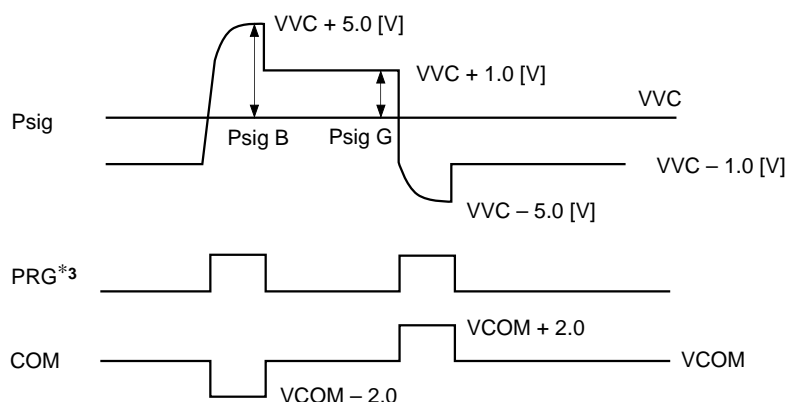 VVC + 5.0 [V]
VVC + 1.0 [V]
VVC
Psig
Psig B
Psig G
VVC – 1.0 [V]
VVC – 5.0 [V]
PRG*3
VCOM + 2.0
COM
VCOM
VCOM – 2.0